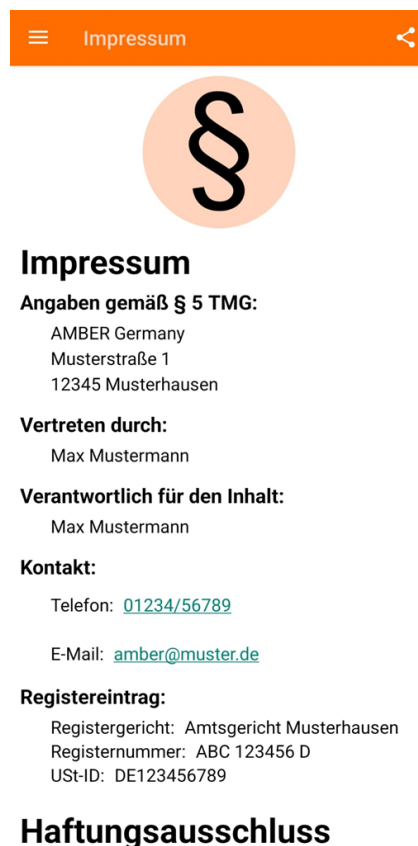 Impressum
§
Impressum
Angaben gemäß § 5 TMG:
AMBER Germany
Musterstraße 1
12345 Musterhausen
Vertreten durch:
Max Mustermann
Verantwortlich für den Inhalt:
Max Mustermann
Kontakt:
Telefon: 01234/56789
E-Mail: amber@muster.de
Registereintrag:
Registergericht: Amtsgericht Musterhausen
Registernummer: ABC 123456 D
USt-ID: DE123456789
Haftungsausschluss